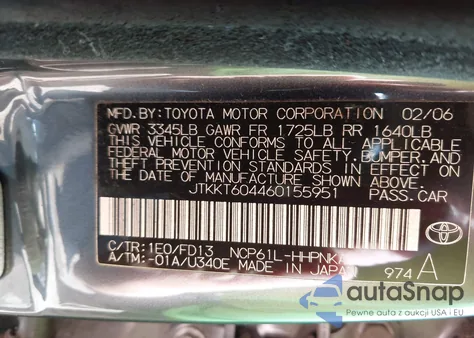 MFD.BY:TOYOTA MOTOR CORPORATION 02/06
GVWR 3345LB GAWR FR 1725LB RR 1640LB
THIS VEHICLE CONFORMS TO ALL APPLICABLE
FEDERAL MOTOR VEHICLE SAFETY, BUMPER, AND
THEFT PREVENTION STANDARDS IN EFFECT ON
THE DATE OF MANUFACTURE SHOWN ABOVE.
JTKKT604460155951 PASS.CAR
C/TR:1E0/FD13 NCP61L-HHPNKA
A/TM:-01A/U340E MADE IN JAPAN
974 A
TOYOTA
autoSnap
Pewne auta z aukcji USA i EU